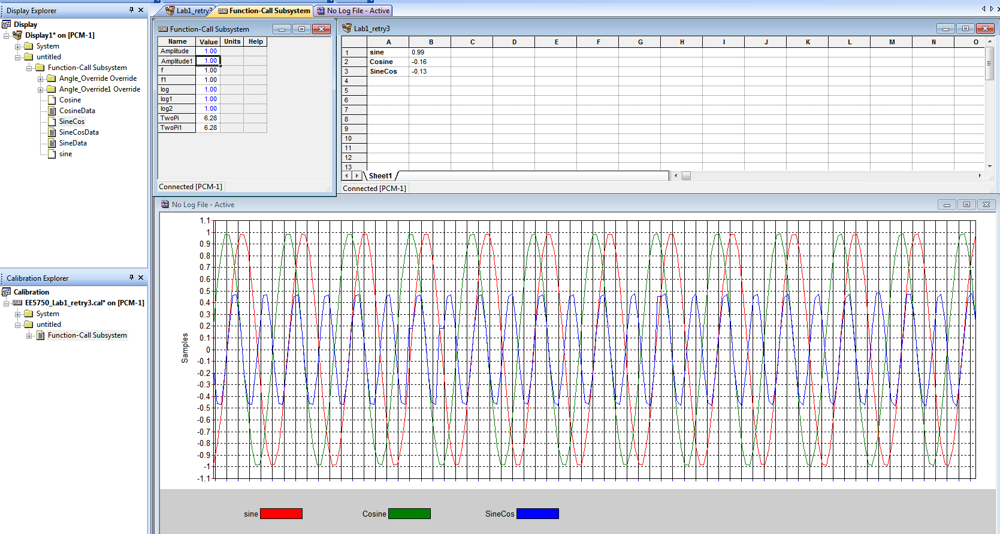 Display Explorer
Display
Display1* on [PCM-1]
System
untitled
Function-Call Subsystem
Angle_Override Override
Angle_Override1 Override
Cosine
CosineData
SineCos
SineCosData
SineData
sine
Calibration Explorer
Calibration
EE5750_Lab1_retry3.cal* on [PCM-1]
System
untitled
Function-Call Subsystem
Lab1_retry3
Function-Call Subsystem
No Log File - Active
Function-Call Subsystem
Name Value Units Help
Amplitude 1.00
Amplitude1 1.00
f 1.00
f1 1.00
log 1.00
log1 1.00
log2 1.00
TwoPi 6.28
TwoPi1 6.28
Connected [PCM-1]
Lab1_retry3
A B C D E F G H I J K L M N O
1 sine 0.99
2 Cosine -0.16
3 SineCos -0.13
4
5
6
7
8
9
10
11
12
13
Sheet1
Connected [PCM-1]
No Log File - Active
1.1
1
0.9
0.8
0.7
0.6
0.5
0.4
0.3
0.2
0.1
0
-0.1
-0.2
-0.3
-0.4
-0.5
-0.6
-0.7
-0.8
-0.9
-1
-1.1
Samples
sine Cosine SineCos